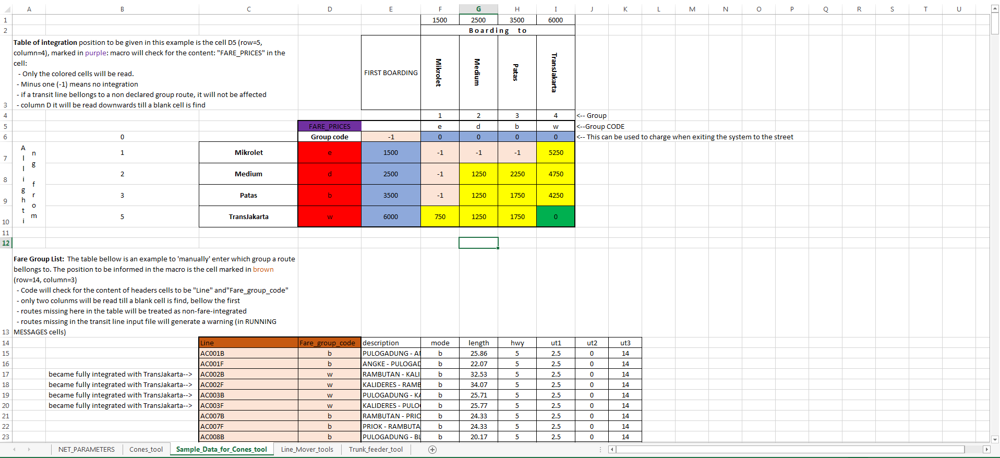 A B C D E F G H I J K L M N O P Q R S T U
1 1500 2500 3500 6000
2 Boarding to
Table of integration position to be given in this example is the cell D5 (row=5,
column=4), marked in purple: macro will check for the content: "FARE_PRICES" in the
cell:
- Only the colored cells will be read.
- Minus one (-1) means no integration
- if a transit line bellongs to a non declared group route, it will not be affected
3 - column D it will be read downwards till a blank cell is find
FIRST BOARDING
Mikrolet
Medium
Patas
TransJakarta
4 1 2 3 4 <-- Group
5 FARE_PRICES e d b w <--Group CODE
6 0 Group code -1 0 0 0 0 <-- This can be used to charge when exiting the system to the street
Allighti
ng from
7 1 Mikrolet e 1500 -1 -1 -1 5250
8 2 Medium d 2500 -1 1250 2250 4750
9 3 Patas b 3500 -1 1250 1750 4250
10 5 TransJakarta w 6000 750 1250 1750 0
11
12
Fare Group List: The table bellow is an example to 'manually' enter which group a route
bellongs to. The position to be informed in the macro is the cell marked in brown
(row=14, column=3)
- Code will check for the content of headers cells to be "Line" and"Fare_group_code"
- only two colunms will be read till a blank cell is find, bellow the first
- routes missing here in the table will be treated as non-fare-integrated
- routes missing in the transit line input file will generate a warning (in RUNNING
13 MESSAGES cells)
14 Line Fare_group_code description mode length hwy ut1 ut2 ut3
15 AC001B b PULOGADUNG - b 25.86 5 2.5 0 14
16 AC001F b ANGKE - PULOGAD b 22.07 5 2.5 0 14
17 became fully integrated with TransJakarta--> AC002B w RAMBUTAN - KALI b 32.53 5 2.5 0 14
18 became fully integrated with TransJakarta--> AC002F w KALIDERES - RAMB b 34.07 5 2.5 0 14
19 became fully integrated with TransJakarta--> AC003B w PULOGADUNG - KA b 25.71 5 2.5 0 14
20 became fully integrated with TransJakarta--> AC003F w KALIDERES - PULO b 25.77 5 2.5 0 14
21 AC007B b RAMBUTAN - PRIO b 24.33 5 2.5 0 14
22 AC007F b PRIOK - RAMBUTA b 24.33 5 2.5 0 14
23 AC008B b PULOGADUNG - BL b 20.17 5 2.5 0 14
NET_PARAMETERS Cones_tool Sample_Data_for_Cones_tool Line_Mover_tools Trunk_feeder_tool